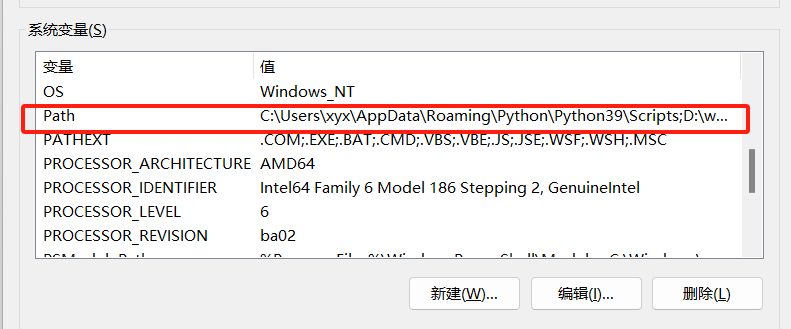 系统变量(S)
变量 值
OS Windows_NT
Path C:\Users\xyx\AppData\Roaming\Python\Python39\Scripts;D:\w...
PATHEXT .COM;.EXE;.BAT;.CMD;.VBS;.VBE;.JS;.JSE;.WSF;.WSH;.MSC
PROCESSOR_ARCHITECTURE AMD64
PROCESSOR_IDENTIFIER Intel64 Family 6 Model 186 Stepping 2, GenuineIntel
PROCESSOR_LEVEL 6
PROCESSOR_REVISION ba02
新建(W)... 编辑(I)... 删除(L)